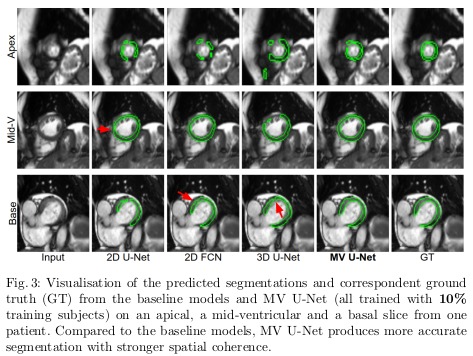 Apex
Mid-V
Base
Input 2D U-Net 2D FCN 3D U-Net MV U-Net GT
Fig. 3: Visualisation of the predicted segmentations and correspondent ground
truth (GT) from the baseline models and MV U-Net (all trained with 10%
training subjects) on an apical, a mid-ventricular and a basal slice from one
patient. Compared to the baseline models, MV U-Net produces more accurate
segmentation with stronger spatial coherence.